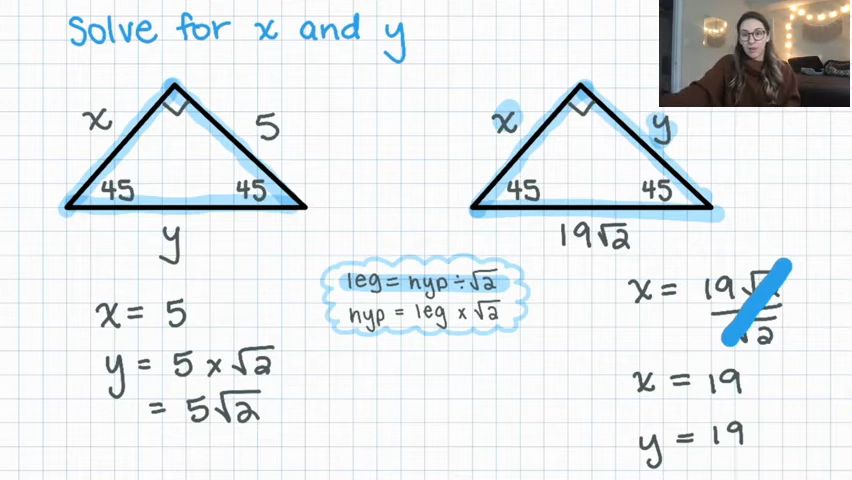 Solve for x and y
x
5
45
45
y
x = 5
y = 5 x √2
= 5√2
leg = hyp ÷ √2
hyp = leg x √2
x
y
45
45
19√2
x = 19√2
√2
x = 19
y = 19